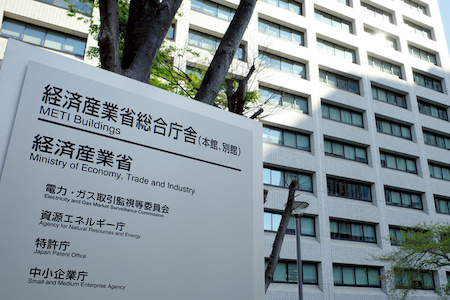 経済産業省総合庁舎(本館、別館)
METI Buildings
経済産業省
Ministry of Economy, Trade and Industry
電力・ガス取引監視等委員会
Electricity and Gas Market Surveillance Commission
資源エネルギー庁
Agency for Natural Resources and Energy
特許庁
Japan Patent Office
中小企業庁
Small and Medium Enterprise Agency